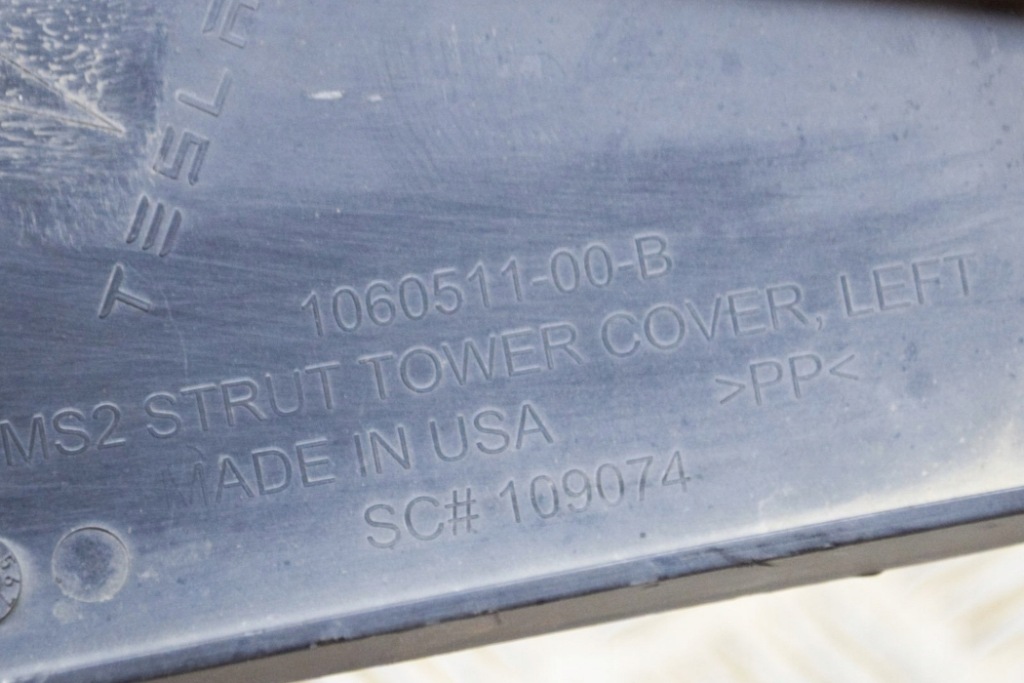 TESLA
1060511-00-B
MS2 STRUT TOWER COVER, LEFT
MADE IN USA
>PP<
SC# 109074